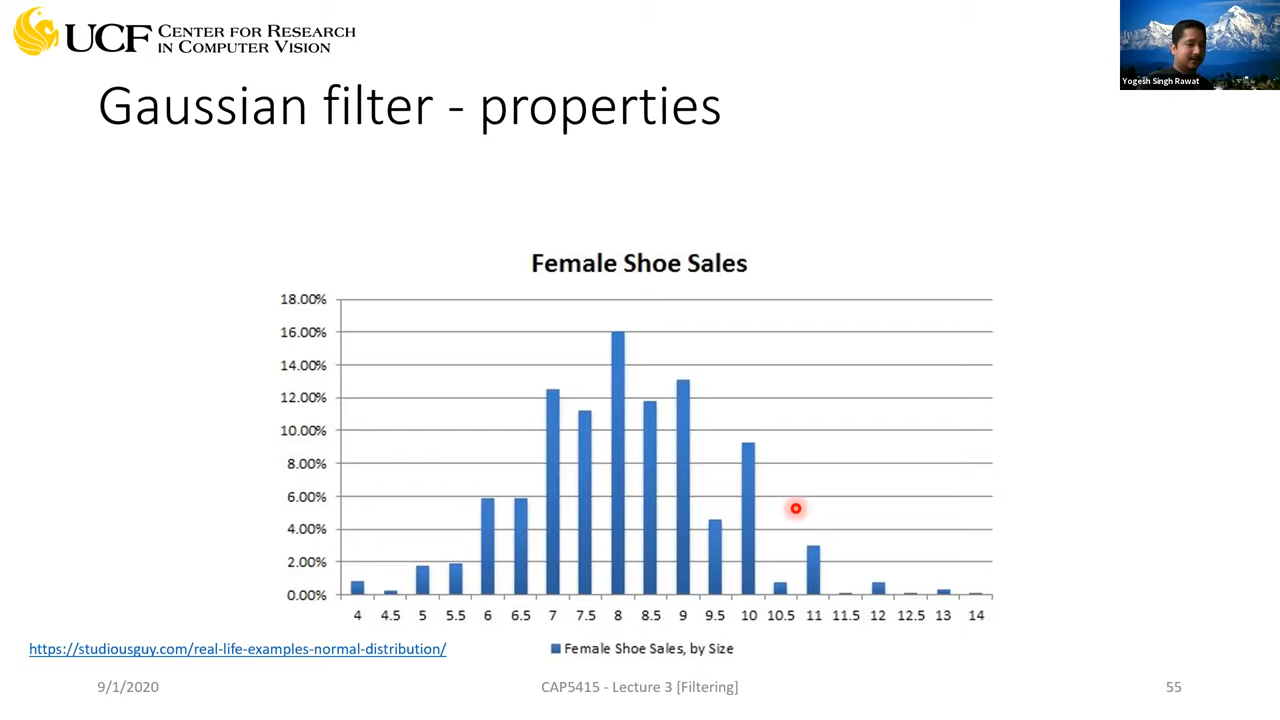 UCF CENTER FOR RESEARCH
IN COMPUTER VISION
Yogesh Singh Rawat
Gaussian filter - properties
Female Shoe Sales
18.00%
16.00%
14.00%
12.00%
10.00%
8.00%
6.00%
4.00%
2.00%
0.00%
4 4.5 5 5.5 6 6.5 7 7.5 8 8.5 9 9.5 10 10.5 11 11.5 12 12.5 13 14
Female Shoe Sales, by Size
https://studiousguy.com/real-life-examples-normal-distribution/
9/1/2020 CAP5415 - Lecture 3 [Filtering] 55